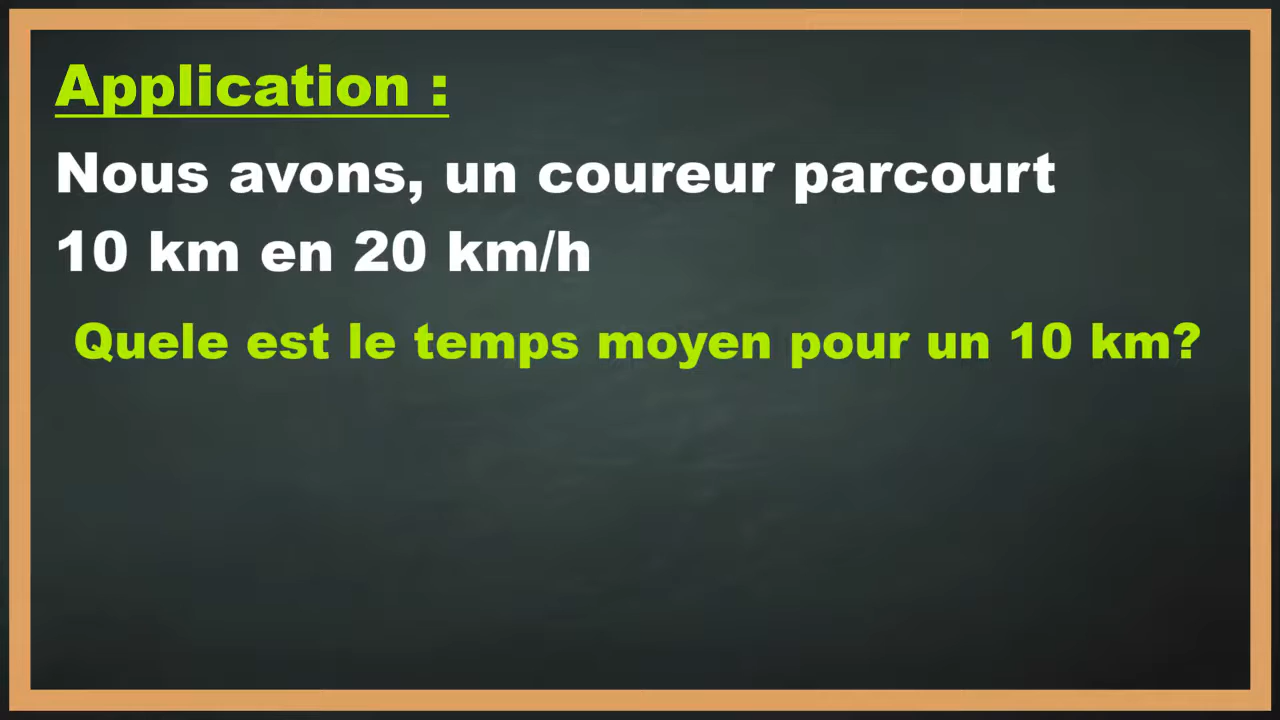 Application :
Nous avons, un coureur parcourt
10 km en 20 km/h
Quele est le temps moyen pour un 10 km?